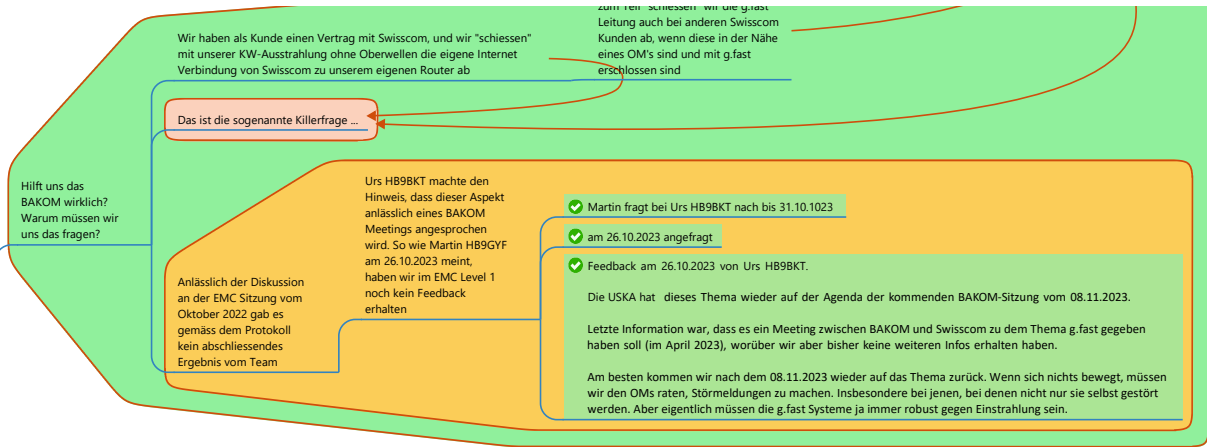 zum Teil "schiessen" wir die g.fast
Leitung auch bei anderen Swisscom
Kunden ab, wenn diese in der Nähe
eines OM's sind und mit g.fast
erschlossen sind
Wir haben als Kunde einen Vertrag mit Swisscom, und wir "schiessen"
mit unserer KW-Ausstrahlung ohne Oberwellen die eigene Internet
Verbindung von Swisscom zu unserem eigenen Router ab
Das ist die sogenannte Killerfrage ...
Hilft uns das
BAKOM wirklich?
Warum müssen wir
uns das fragen?
Anlässlich der Diskussion
an der EMC Sitzung vom
Oktober 2022 gab es
gemäss dem Protokoll
kein abschliessendes
Ergebnis vom Team
Urs HB9BKT machte den
Hinweis, dass dieser Aspekt
anlässlich eines BAKOM
Meetings angesprochen
wird. So wie Martin HB9GYF
am 26.10.2023 meint,
haben wir im EMC Level 1
noch kein Feedback
erhalten
Martin fragt bei Urs HB9BKT nach bis 31.10.1023
am 26.10.2023 angefragt
Feedback am 26.10.2023 von Urs HB9BKT.
Die USKA hat dieses Thema wieder auf der Agenda der kommenden BAKOM-Sitzung vom 08.11.2023.
Letzte Information war, dass es ein Meeting zwischen BAKOM und Swisscom zu dem Thema g.fast gegeben
haben soll (im April 2023), worüber wir aber bisher keine weiteren Infos erhalten haben.
Am besten kommen wir nach dem 08.11.2023 wieder auf das Thema zurück. Wenn sich nichts bewegt, müssen
wir den OMs raten, Störmeldungen zu machen. Insbesondere bei jenen, bei denen nicht nur sie selbst gestört
werden. Aber eigentlich müssen die g.fast Systeme ja immer robust gegen Einstrahlung sein.